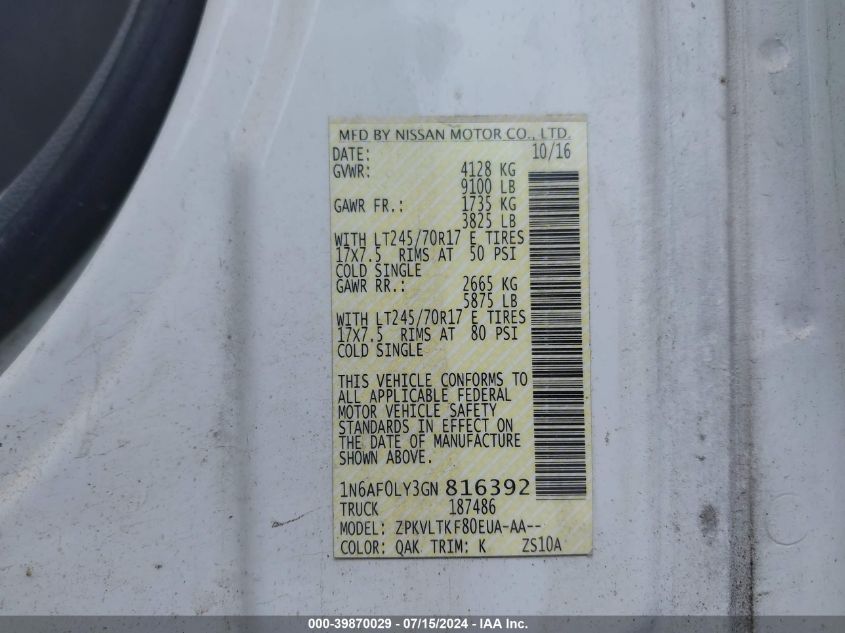 MFD BY NISSAN MOTOR CO., LTD.
DATE: 10/16
GVWR: 4128 KG
9100 LB
GAWR FR.: 1735 KG
3825 LB
WITH LT245/70R17 E TIRES
17X7.5 RIMS AT 50 PSI
COLD SINGLE
GAWR RR.: 2665 KG
5875 LB
WITH LT245/70R17 E TIRES
17X7.5 RIMS AT 80 PSI
COLD SINGLE
THIS VEHICLE CONFORMS TO
ALL APPLICABLE FEDERAL
MOTOR VEHICLE SAFETY
STANDARDS IN EFFECT ON
THE DATE OF MANUFACTURE
SHOWN ABOVE.
1N6AF0LY3GN 816392
TRUCK 187486
MODEL: ZPKVLTKF80EUA-AA--
COLOR: QAK TRIM: K ZS10A
000-39870029 - 07/15/2024 - IAA Inc.